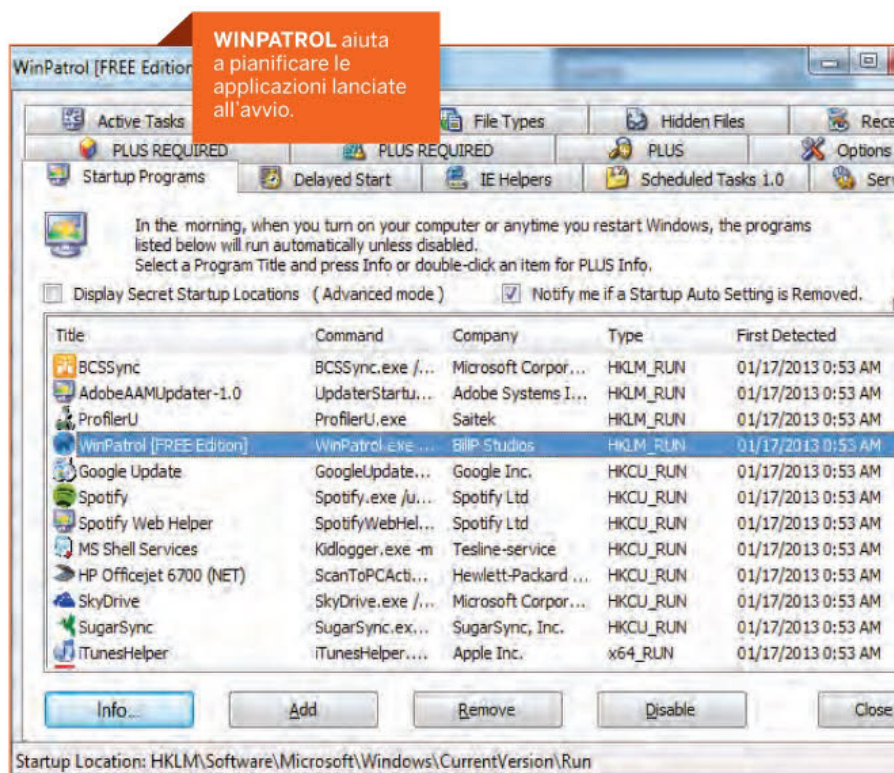 WINPATROL aiuta
a pianificare le
applicazioni lanciate
all'avvio.
WinPatrol [FREE Edition
Active Tasks File Types Hidden Files Rece
PLUS REQUIRED PLUS REQUIRED PLUS Options
Startup Programs Delayed Start IE Helpers Scheduled Tasks 1.0 Serv
In the morning, when you turn on your computer or anytime you restart Windows, the programs
listed below will run automatically unless disabled.
Select a Program Title and press Info or double-click an item for PLUS Info.
Display Secret Startup Locations ( Advanced mode ) Notify me if a Startup Auto Setting is Removed.
Title Command Company Type First Detected
BCSSync BCSSync.exe /... Microsoft Corpor... HKLM_RUN 01/17/2013 0:53 AM
AdobeAAMUpdater-1.0 UpdaterStartu... Adobe Systems I... HKLM_RUN 01/17/2013 0:53 AM
ProfilerU ProfilerU.exe Saitek HKLM_RUN 01/17/2013 0:53 AM
WinPatrol [FREE Edition] WinPatrol.exe ... BillP Studios HKLM_RUN 01/17/2013 0:53 AM
Google Update GoogleUpdate... Google Inc. HKCU_RUN 01/17/2013 0:53 AM
Spotify Spotify.exe /u... Spotify Ltd HKCU_RUN 01/17/2013 0:53 AM
Spotify Web Helper SpotifyWebHel... Spotify Ltd HKCU_RUN 01/17/2013 0:53 AM
MS Shell Services Kidlogger.exe -m Tesline-service HKCU_RUN 01/17/2013 0:53 AM
HP Officejet 6700 (NET) ScanToPCActi... Hewlett-Packard ... HKCU_RUN 01/17/2013 0:53 AM
SkyDrive SkyDrive.exe /... Microsoft Corpor... HKCU_RUN 01/17/2013 0:53 AM
SugarSync SugarSync.ex... SugarSync, Inc. HKCU_RUN 01/17/2013 0:53 AM
iTunesHelper iTunesHelper.... Apple Inc. x64_RUN 01/17/2013 0:53 AM
Info... Add Remove Disable Close
Startup Location: HKLM\Software\Microsoft\Windows\CurrentVersion\Run